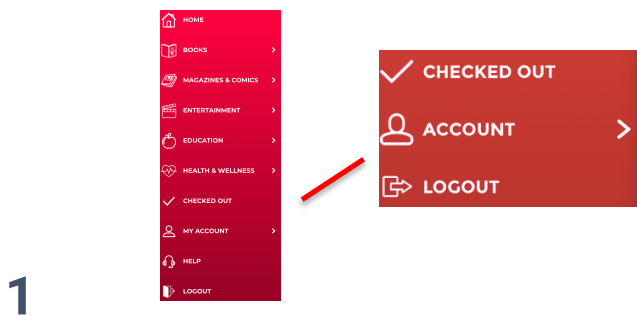 HOME
BOOKS
MAGAZINES & COMICS
ENTERTAINMENT
EDUCATION
HEALTH & WELLNESS
CHECKED OUT
MY ACCOUNT
HELP
LOGOUT
CHECKED OUT
ACCOUNT
LOGOUT
1